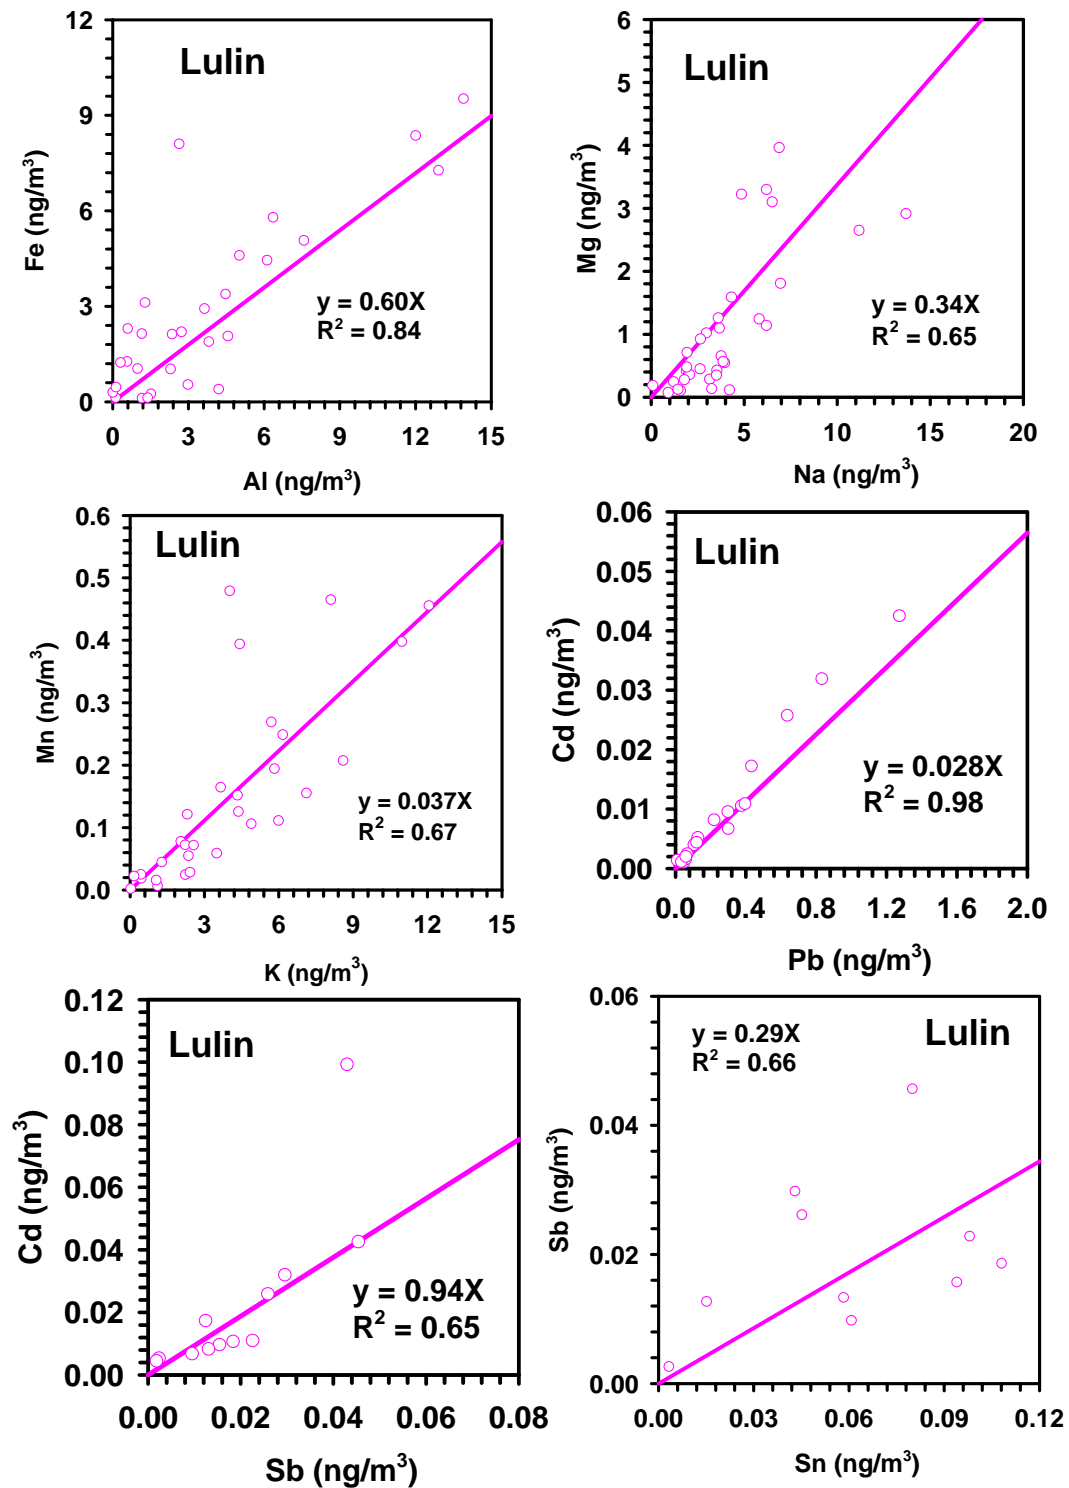 12
Lulin
9
6
3
0
Fe (ng/m³)
y = 0.60X
R² = 0.84
0 3 6 9 12 15
Al (ng/m³)
6
Lulin
5
4
3
2
1
0
Mg (ng/m³)
y = 0.34X
R² = 0.65
0 5 10 15 20
Na (ng/m³)
0.6
Lulin
0.5
0.4
0.3
0.2
0.1
0.0
Mn (ng/m³)
y = 0.037X
R² = 0.67
0 3 6 9 12 15
K (ng/m³)
0.06
Lulin
0.05
0.04
0.03
0.02
0.01
0.00
Cd (ng/m³)
y = 0.028X
R² = 0.98
0.0 0.4 0.8 1.2 1.6 2.0
Pb (ng/m³)
0.12
Lulin
0.10
0.08
0.06
0.04
0.02
0.00
Cd (ng/m³)
y = 0.94X
R² = 0.65
0.00 0.02 0.04 0.06 0.08
Sb (ng/m³)
0.06
y = 0.29X
R² = 0.66
Lulin
0.04
0.02
0.00
Sb (ng/m³)
0.00 0.03 0.06 0.09 0.12
Sn (ng/m³)